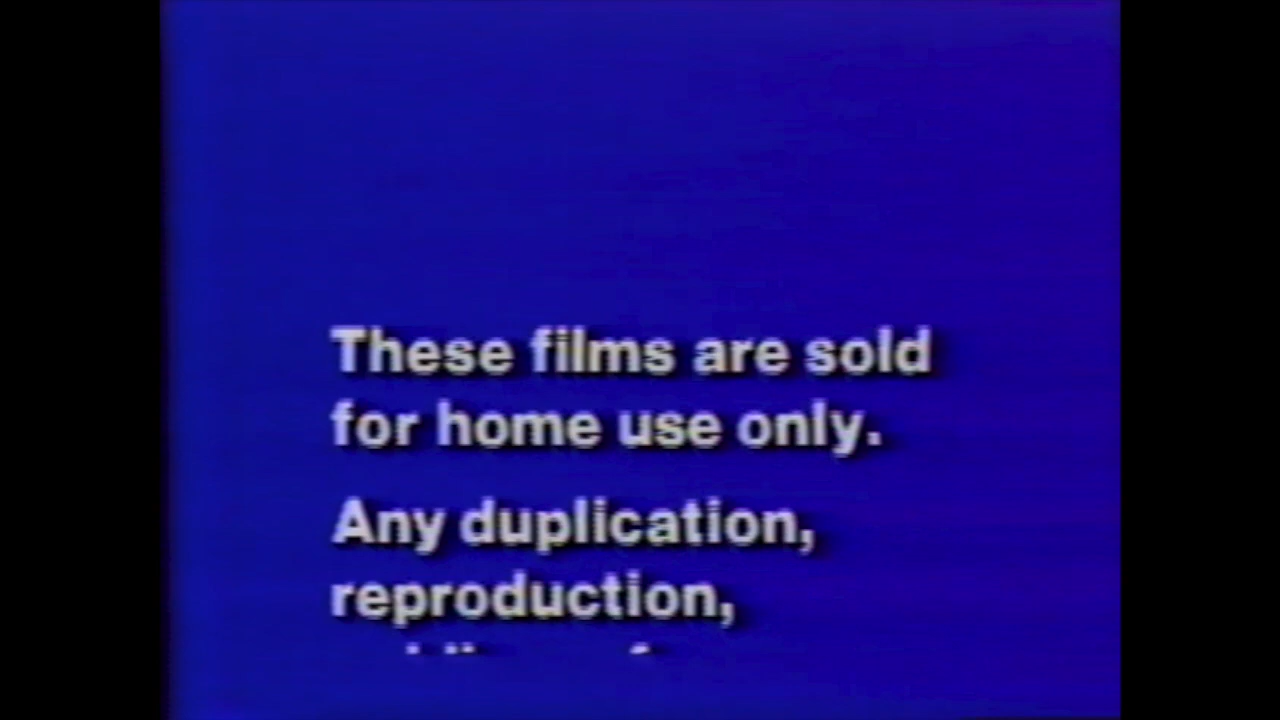 These films are sold
for home use only.
Any duplication,
reproduction,